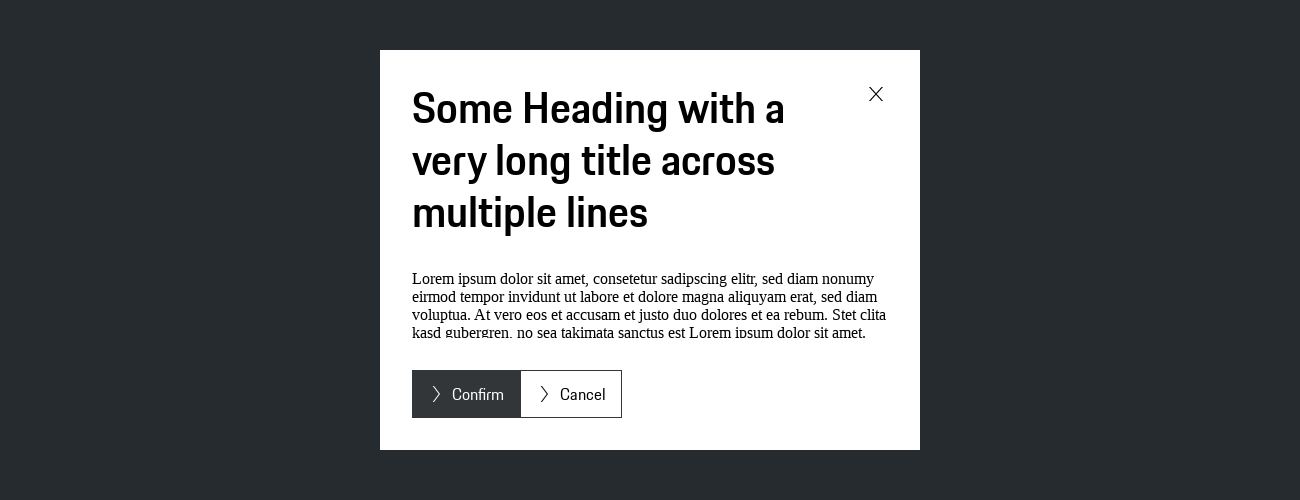 Some Heading with a
very long title across
multiple lines
Lorem ipsum dolor sit amet, consetetur sadipscing elitr, sed diam nonumy
eirmod tempor invidunt ut labore et dolore magna aliquyam erat, sed diam
voluptua. At vero eos et accusam et justo duo dolores et ea rebum. Stet clita
kasd gubergren, no sea takimata sanctus est Lorem ipsum dolor sit amet.
Confirm
Cancel